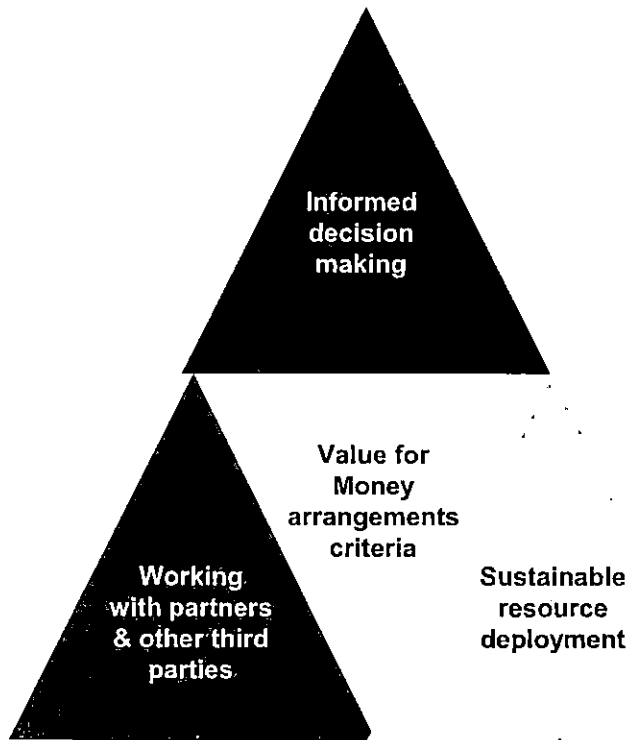 Informed
decision
making
Value for
Money
arrangements
criteria
Working
with partners
& other third
parties
Sustainable
resource
deployment